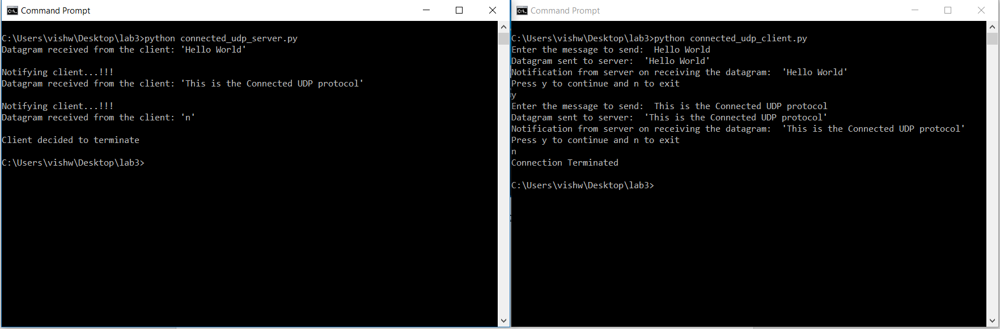 Command Prompt
C:\Users\vishw\Desktop\lab3>python connected_udp_server.py
Datagram received from the client: 'Hello World'
Notifying client...!!!
Datagram received from the client: 'This is the Connected UDP protocol'
Notifying client...!!!
Datagram received from the client: 'n'
Client decided to terminate
C:\Users\vishw\Desktop\lab3>
Command Prompt
C:\Users\vishw\Desktop\lab3>python connected_udp_client.py
Enter the message to send:  Hello World
Datagram sent to server:  'Hello World'
Notification from server on receiving the datagram:  'Hello World'
Press y to continue and n to exit
y
Enter the message to send:  This is the Connected UDP protocol
Datagram sent to server:  'This is the Connected UDP protocol'
Notification from server on receiving the datagram:  'This is the Connected UDP protocol'
Press y to continue and n to exit
n
Connection Terminated
C:\Users\vishw\Desktop\lab3>